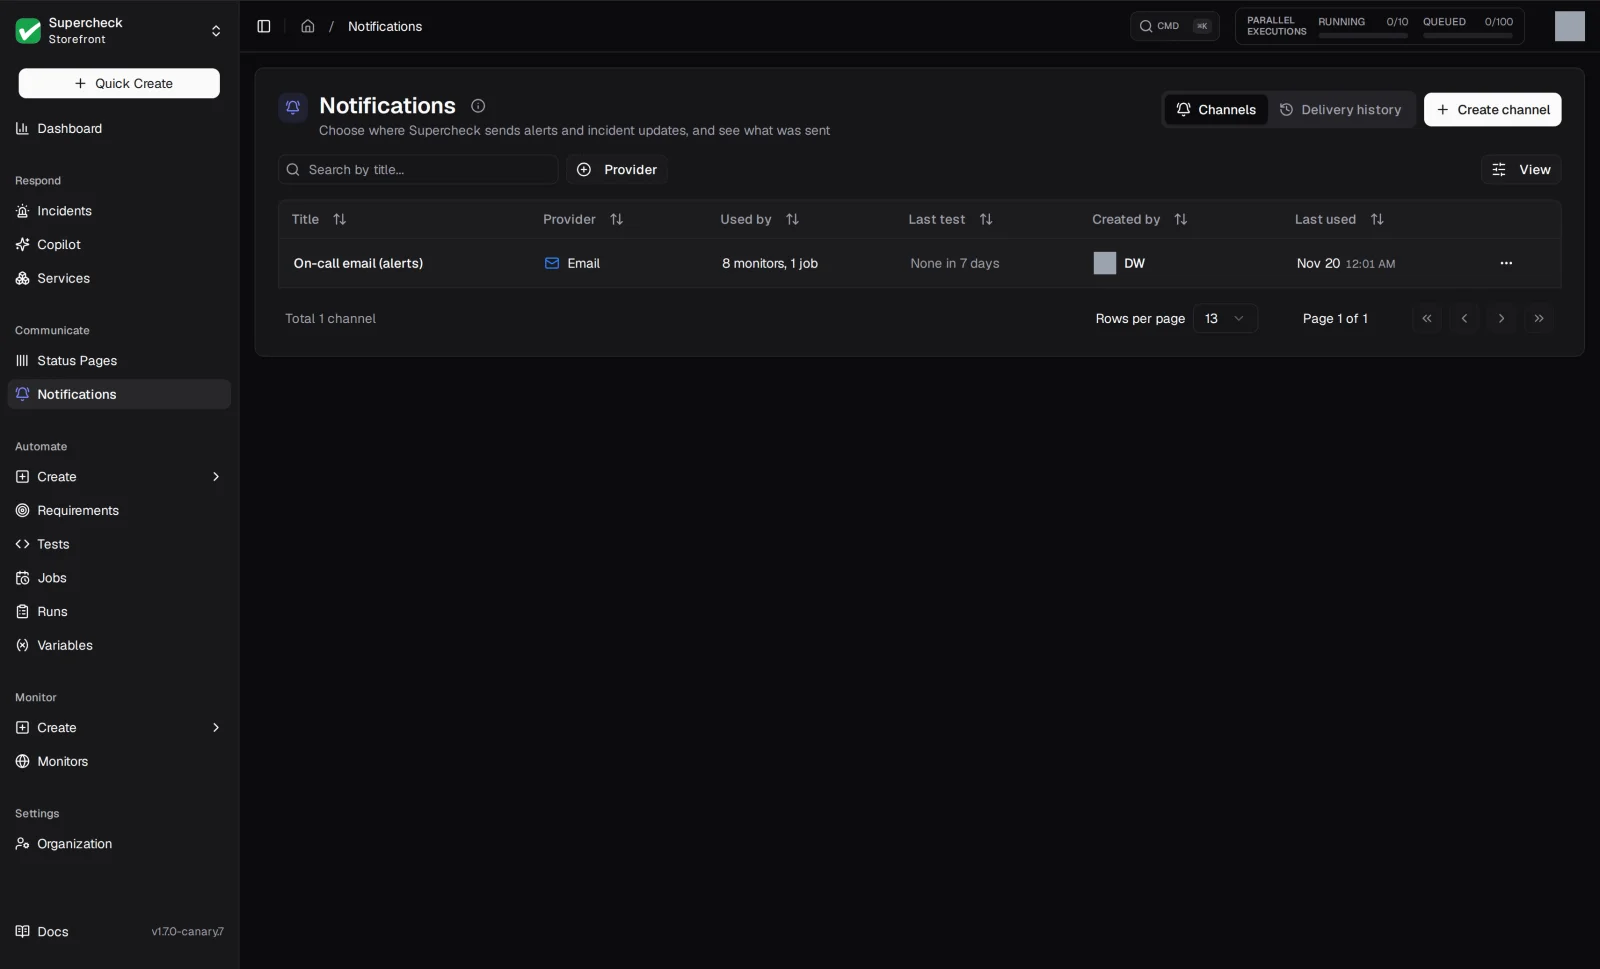 Supercheck
Storefront
Quick Create
Dashboard
Respond
Incidents
Copilot
Services
Communicate
Status Pages
Notifications
Automate
Create
Requirements
Tests
Jobs
Runs
Variables
Monitor
Create
Monitors
Settings
Organization
Docs v1.7.0-canary.7
/ Notifications
CMD ⌘K
PARALLEL EXECUTIONS
RUNNING 0/10
QUEUED 0/100
Notifications
Choose where Supercheck sends alerts and incident updates, and see what was sent
Channels
Delivery history
Create channel
Search by title...
Provider
View
Title Provider Used by Last test Created by Last used
On-call email (alerts) Email 8 monitors, 1 job None in 7 days DW Nov 20 12:01 AM
Total 1 channel
Rows per page 13
Page 1 of 1